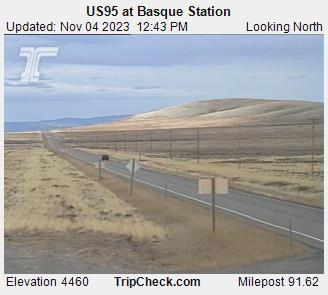 US95 at Basque Station
Updated: Nov 04 2023 12:43 PM Looking North
Elevation 4460 TripCheck.com Milepost 91.62